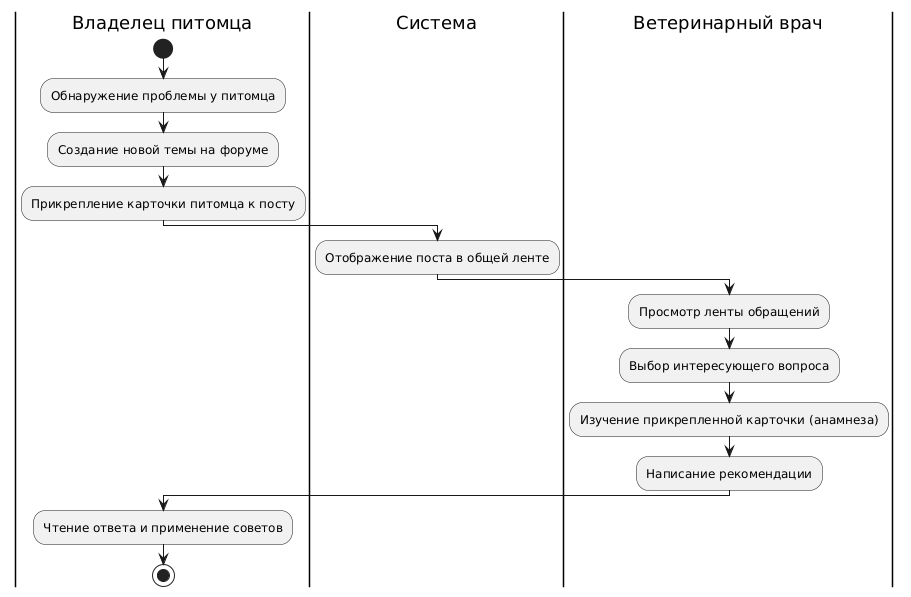 Владелец питомца
Система
Ветеринарный врач
Обнаружение проблемы у питомца
Создание новой темы на форуме
Прикрепление карточки питомца к посту
Отображение поста в общей ленте
Просмотр ленты обращений
Выбор интересующего вопроса
Изучение прикрепленной карточки (анамнеза)
Написание рекомендации
Чтение ответа и применение советов